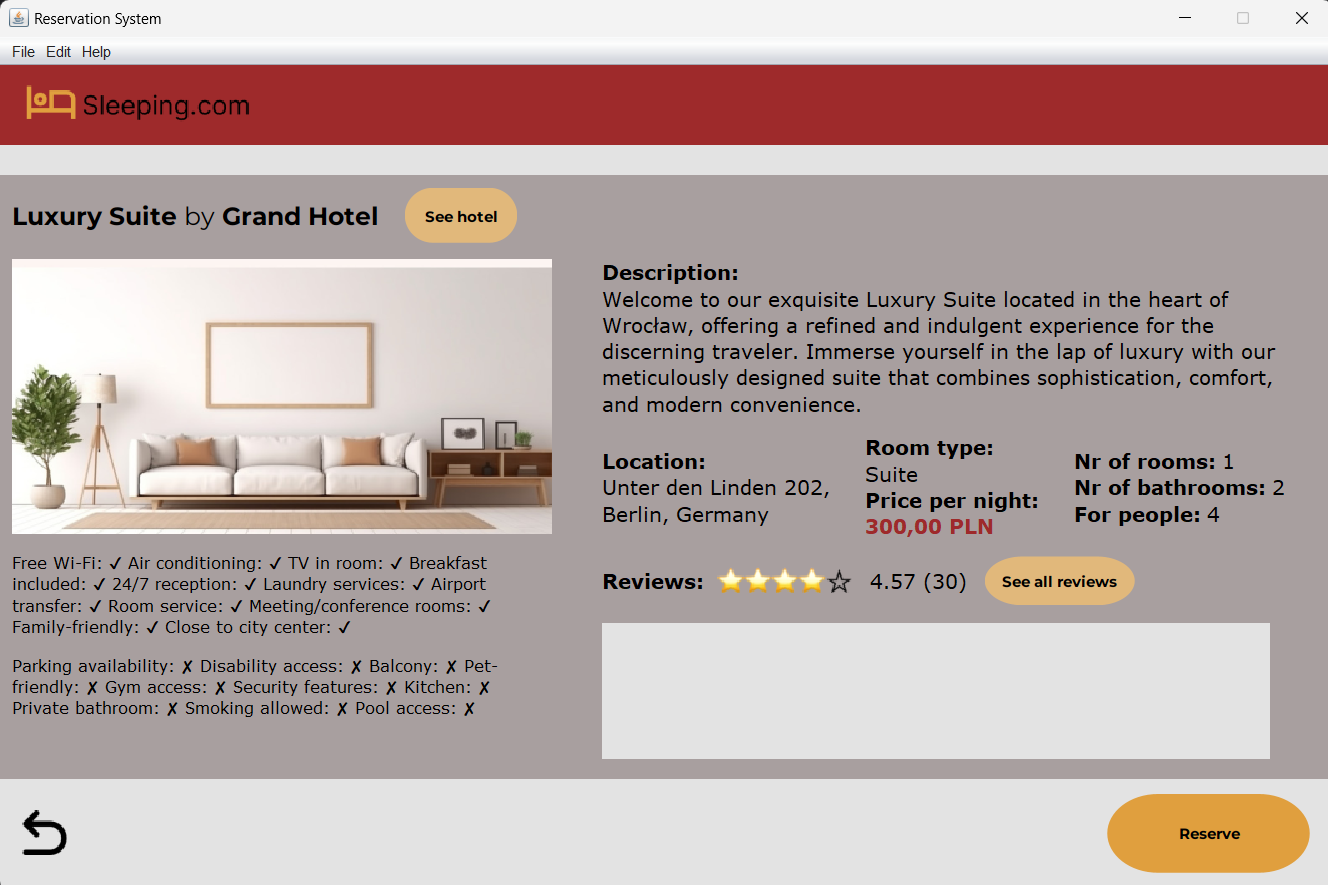 Reservation System
File Edit Help
Sleeping.com
Luxury Suite by Grand Hotel
See hotel
Description:
Welcome to our exquisite Luxury Suite located in the heart of
Wrocław, offering a refined and indulgent experience for the
discerning traveler. Immerse yourself in the lap of luxury with our
meticulously designed suite that combines sophistication, comfort,
and modern convenience.
Location:
Unter den Linden 202,
Berlin, Germany
Room type:
Suite
Price per night:
300,00 PLN
Nr of rooms: 1
Nr of bathrooms: 2
For people: 4
Free Wi-Fi: ✓ Air conditioning: ✓ TV in room: ✓ Breakfast
included: ✓ 24/7 reception: ✓ Laundry services: ✓ Airport
transfer: ✓ Room service: ✓ Meeting/conference rooms: ✓
Family-friendly: ✓ Close to city center: ✓
Parking availability: ✗ Disability access: ✗ Balcony: ✗ Pet-
friendly: ✗ Gym access: ✗ Security features: ✗ Kitchen: ✗
Private bathroom: ✗ Smoking allowed: ✗ Pool access: ✗
Reviews: 4.57 (30)
See all reviews
Reserve